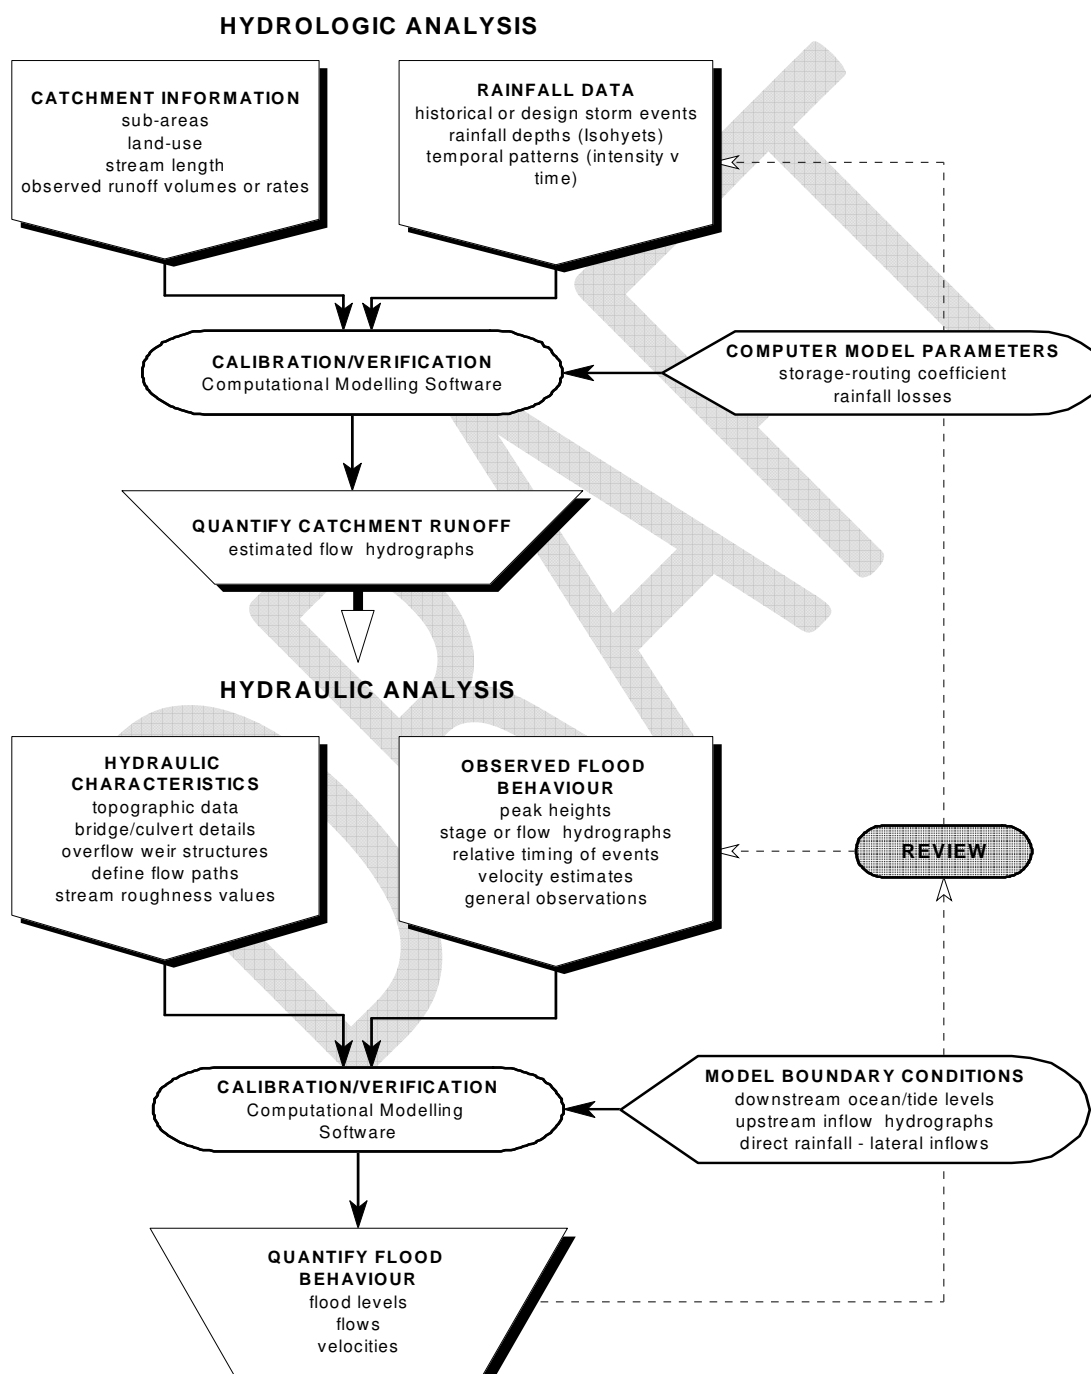 HYDROLOGIC ANALYSIS
CATCHMENT INFORMATION
sub-areas
land-use
stream length
observed runoff volumes or rates
RAINFALL DATA
historical or design storm events
rainfall depths (Isohyets)
temporal patterns (intensity v
time)
CALIBRATION/VERIFICATION
Computational Modelling Software
COMPUTER MODEL PARAMETERS
storage-routing coefficient
rainfall losses
QUANTIFY CATCHMENT RUNOFF
estimated flow hydrographs
HYDRAULIC ANALYSIS
HYDRAULIC
CHARACTERISTICS
topographic data
bridge/culvert details
overflow weir structures
define flow paths
stream roughness values
OBSERVED FLOOD
BEHAVIOUR
peak heights
stage or flow hydrographs
relative timing of events
velocity estimates
general observations
REVIEW
CALIBRATION/VERIFICATION
Computational Modelling
Software
MODEL BOUNDARY CONDITIONS
downstream ocean/tide levels
upstream inflow hydrographs
direct rainfall - lateral inflows
QUANTIFY FLOOD
BEHAVIOUR
flood levels
flows
velocities
DRAFT